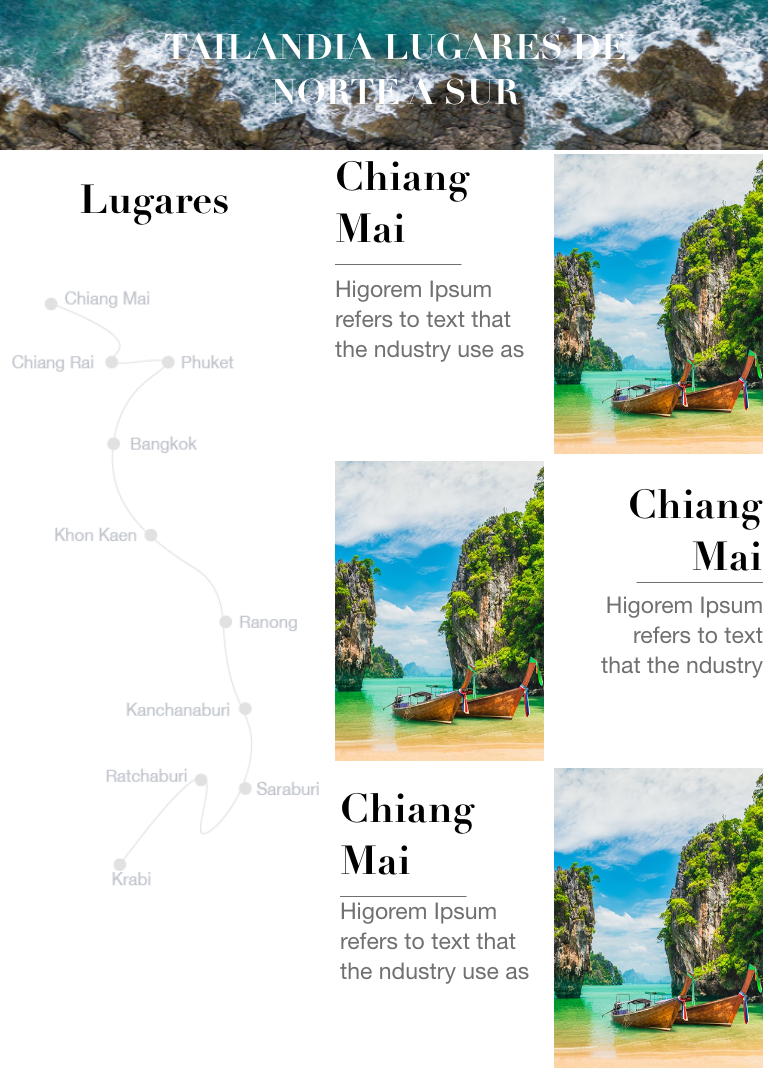 TAILANDIA LUGARES DE
NORTE A SUR
Lugares
Chiang Mai
Chiang Rai
Phuket
Bangkok
Khon Kaen
Ranong
Kanchanaburi
Ratchaburi
Saraburi
Krabi
Chiang
Mai
Higorem Ipsum
refers to text that
the ndustry use as
Chiang
Mai
Higorem Ipsum
refers to text
that the ndustry
Chiang
Mai
Higorem Ipsum
refers to text that
the ndustry use as